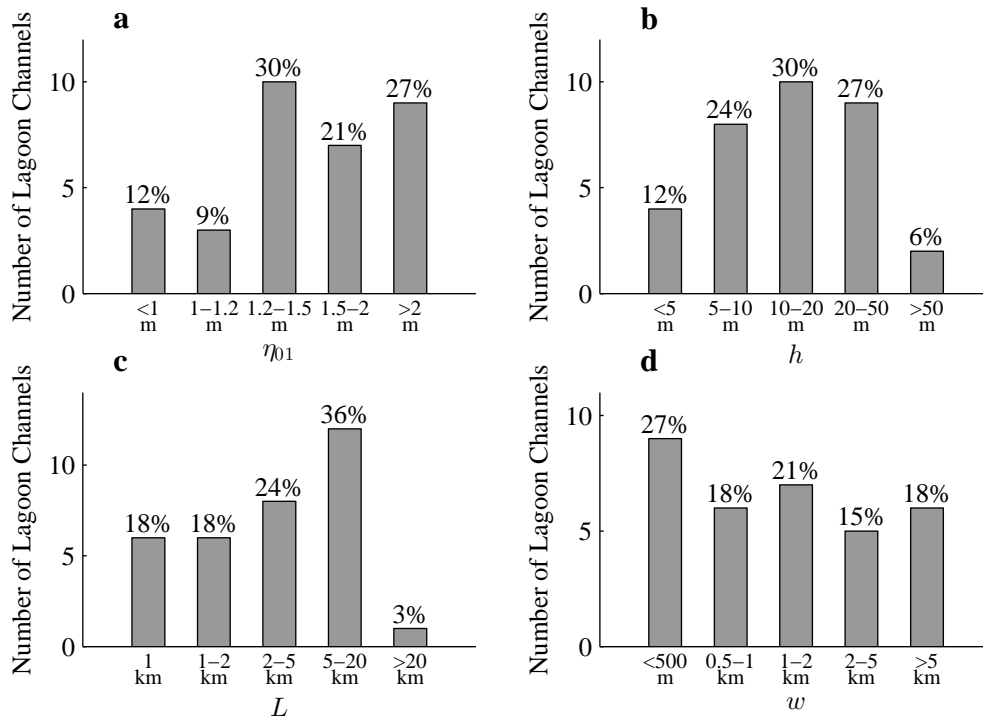 a
Number of Lagoon Channels
10
5
0
12%
9%
30%
21%
27%
<1 m
1–1.2 m
1.2–1.5 m
1.5–2 m
>2 m
η01
b
Number of Lagoon Channels
10
5
0
12%
24%
30%
27%
6%
<5 m
5–10 m
10–20 m
20–50 m
>50 m
h
c
Number of Lagoon Channels
10
5
0
18%
18%
24%
36%
3%
1 km
1–2 km
2–5 km
5–20 km
>20 km
L
d
Number of Lagoon Channels
10
5
0
27%
18%
21%
15%
18%
<500 m
0.5–1 km
1–2 km
2–5 km
>5 km
w